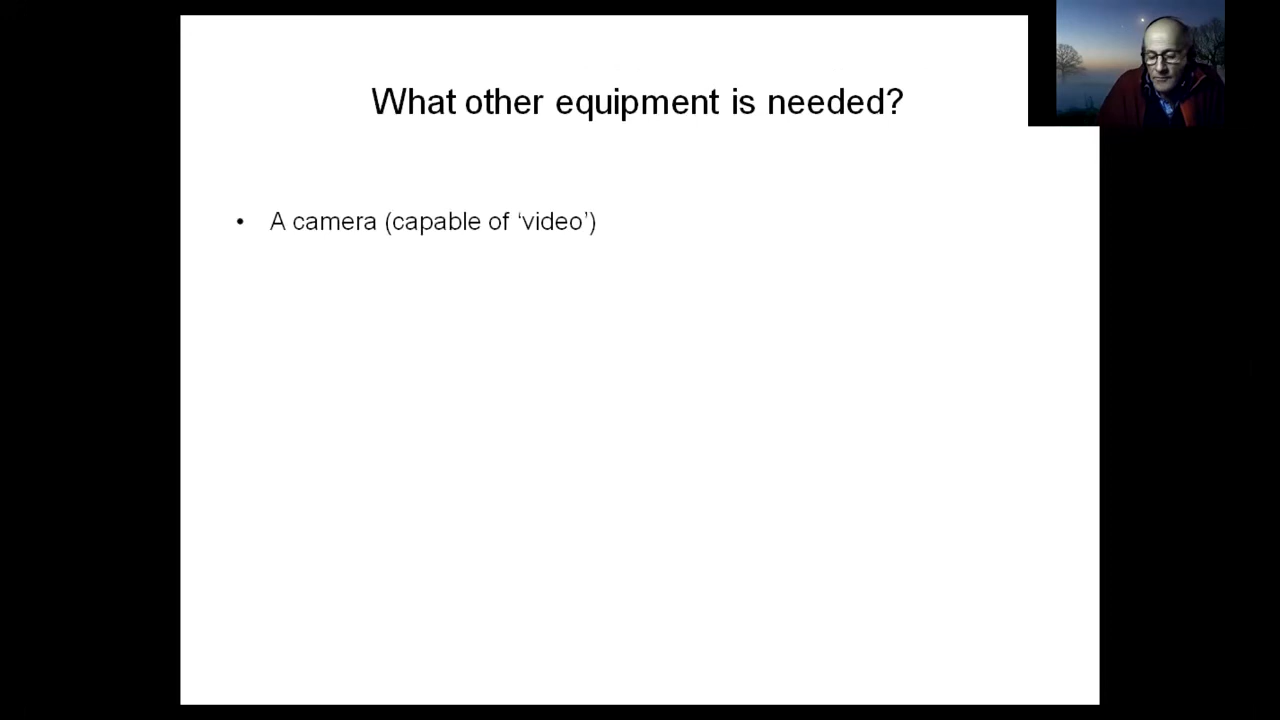 What other equipment is needed?
• A camera (capable of ‘video’)